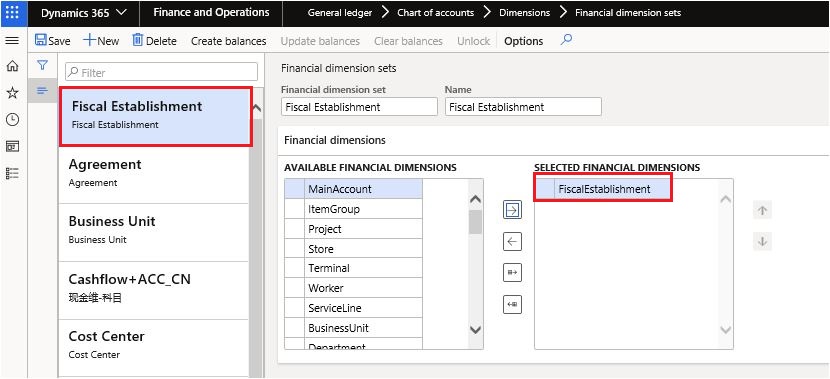 Dynamics 365 Finance and Operations General ledger Chart of accounts Dimensions Financial dimension sets
Save New Delete Create balances Update balances Clear balances Unlock Options
Filter
Fiscal Establishment
Fiscal Establishment
Agreement
Agreement
Business Unit
Business Unit
Cashflow+ACC_CN
现金维-科目
Cost Center
Cost Center
Financial dimension sets
Financial dimension set Name
Fiscal Establishment Fiscal Establishment
Financial dimensions
AVAILABLE FINANCIAL DIMENSIONS
MainAccount
ItemGroup
Project
Store
Terminal
Worker
ServiceLine
BusinessUnit
Department
SELECTED FINANCIAL DIMENSIONS
FiscalEstablishment